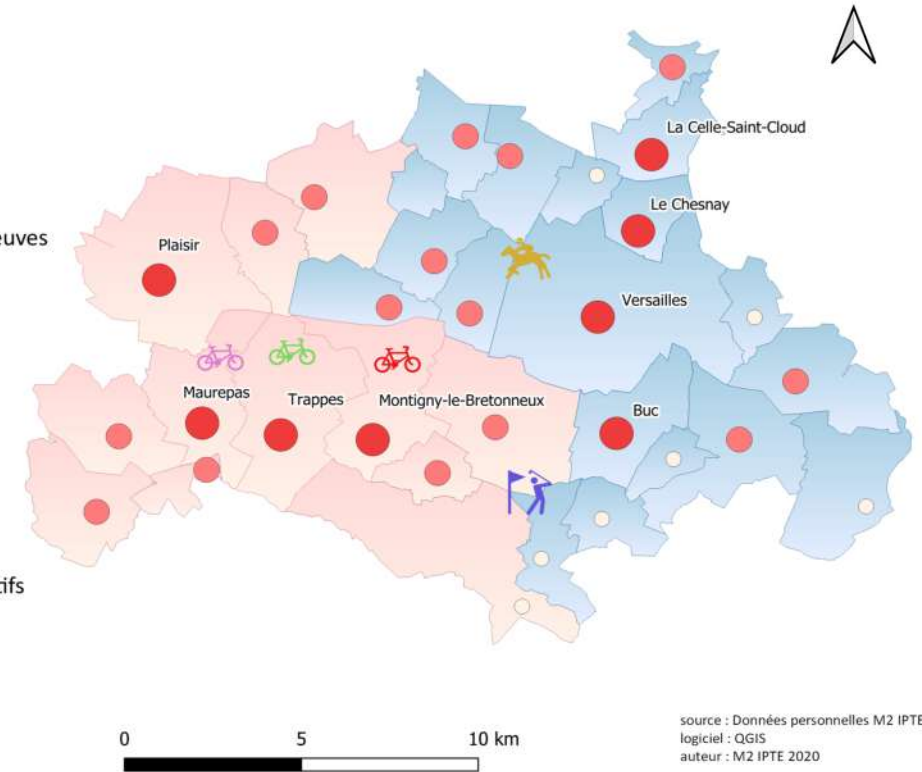 La Celle-Saint-Cloud
Le Chesnay
euves
Plaisir
Versailles
Maurepas
Trappes
Montigny-le-Bretonneux
Buc
tifs
0 5 10 km
source : Données personnelles M2 IPTE
logiciel : QGIS
auteur : M2 IPTE 2020